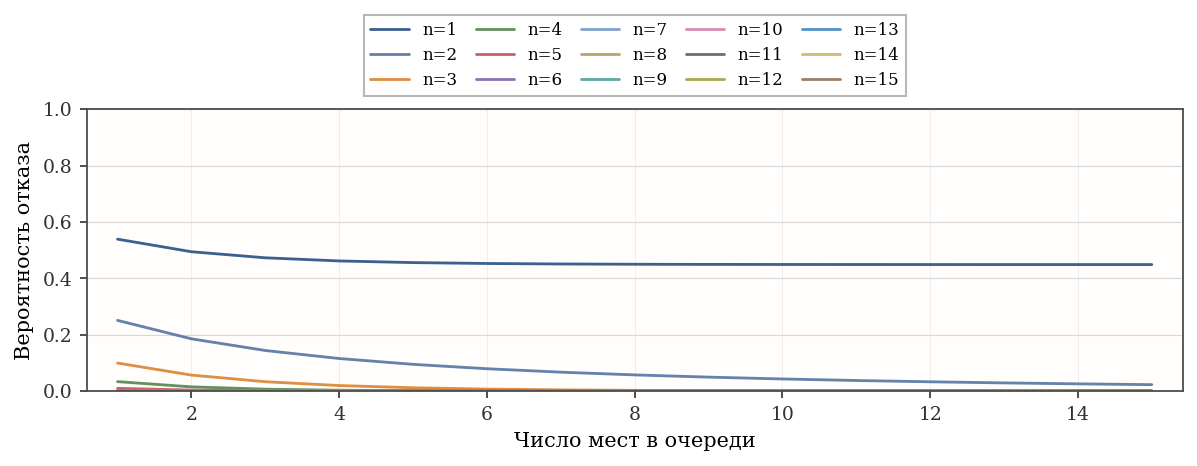 n=1 n=4 n=7 n=10 n=13
n=2 n=5 n=8 n=11 n=14
n=3 n=6 n=9 n=12 n=15
1.0
0.8
0.6
0.4
0.2
0.0
Вероятность отказа
2 4 6 8 10 12 14
Число мест в очереди